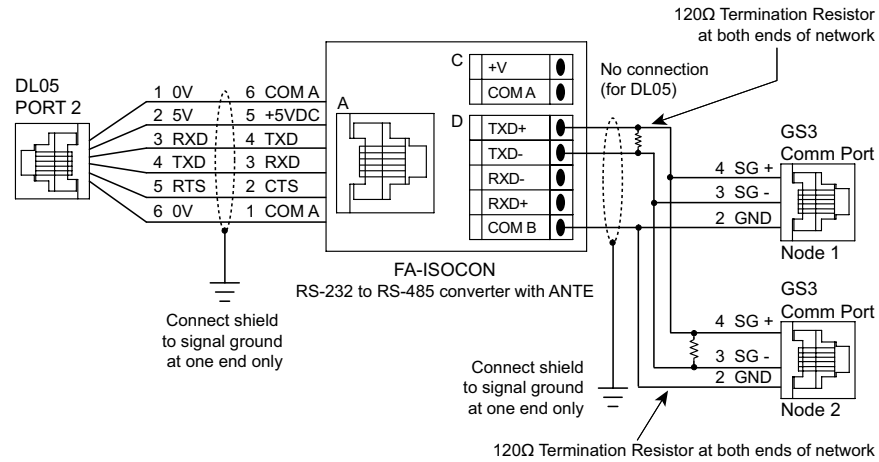 120Ω Termination Resistor
at both ends of network
C
+V
COM A
No connection
(for DL05)
DL05
PORT 2
1 0V 6 COM A
2 5V 5 +5VDC
3 RXD 4 TXD
4 TXD 3 RXD
5 RTS 2 CTS
6 0V 1 COM A
A
D
TXD+
TXD-
RXD-
RXD+
COM B
GS3
Comm Port
4 SG +
3 SG -
2 GND
Node 1
FA-ISOCON
RS-232 to RS-485 converter with ANTE
Connect shield
to signal ground
at one end only
GS3
Comm Port
4 SG +
3 SG -
2 GND
Node 2
Connect shield
to signal ground
at one end only
120Ω Termination Resistor at both ends of network